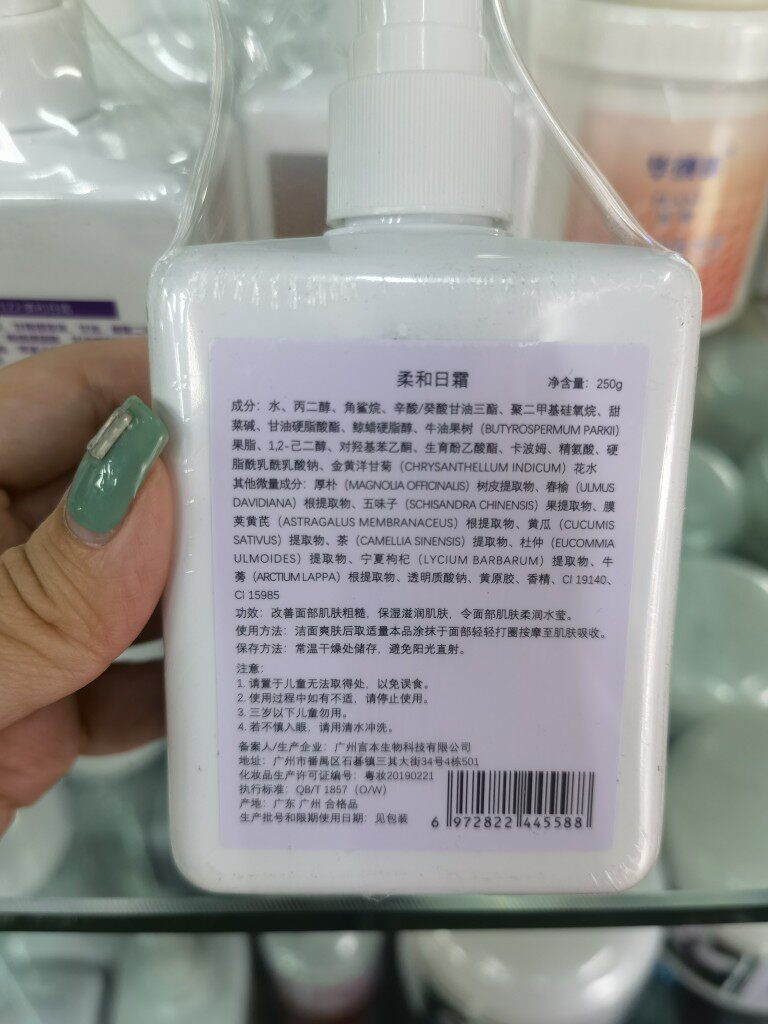 柔和日霜
净含量：250g
成分：水、丙二醇、角鲨烷、辛酸/癸酸甘油三酯、聚二甲基硅氧烷、甜
菜碱、甘油硬脂酸酯、鲸蜡硬脂醇、牛油果树（BUTYROSPERMUM PARKII）
果脂、1,2-己二醇、对羟基苯乙酮、生育酚乙酸酯、卡波姆、精氨酸、硬
脂酰乳酰乳酸钠、金黄洋甘菊（CHRYSANTHELLUM INDICUM）花水
其他微量成分：厚朴（MAGNOLIA OFFICINALIS）树皮提取物、春榆（ULMUS
DAVIDIANA）根提取物、五味子（SCHISANDRA CHINENSIS）果提取物、膜
荚黄芪（ASTRAGALUS MEMBRANACEUS）根提取物、黄瓜（CUCUMIS
SATIVUS）提取物、茶（CAMELLIA SINENSIS）提取物、杜仲（EUCOMMIA
ULMOIDES）提取物、宁夏枸杞（LYCIUM BARBARUM）提取物、牛
蒡（ARCTIUM LAPPA）根提取物、透明质酸钠、黄原胶、香精、CI 19140、
CI 15985
功效：改善面部肌肤粗糙，保湿滋润肌肤，令面部肌肤柔润水莹。
使用方法：洁面爽肤后取适量本品涂抹于面部轻轻打圈按摩至肌肤吸收。
保存方法：常温干燥处储存，避免阳光直射。
注意：
1. 请置于儿童无法取得处，以免误食。
2. 使用过程中如有不适，请停止使用。
3. 三岁以下儿童勿用。
4. 若不慎入眼，请用清水冲洗。
备案人/生产企业：广州言本生物科技有限公司
地址：广州市番禺区石碁镇三其大街34号4栋501
化妆品生产许可证编号：粤妆20190221
执行标准：QB/T 1857（O/W）
产地：广东 广州 合格品
生产批号和限期使用日期：见包装
6 972822 445588